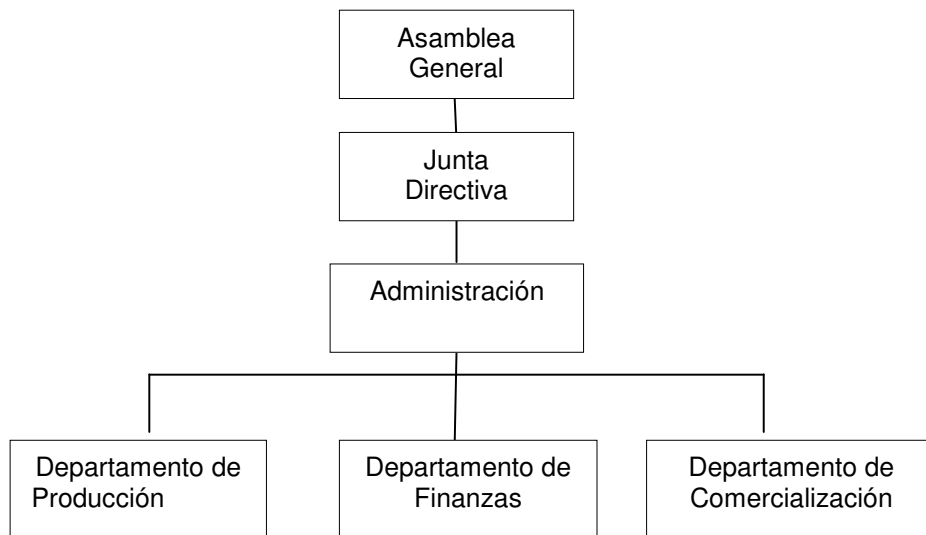 Asamblea
General
Junta
Directiva
Administración
Departamento de
Producción
Departamento de
Finanzas
Departamento de
Comercialización